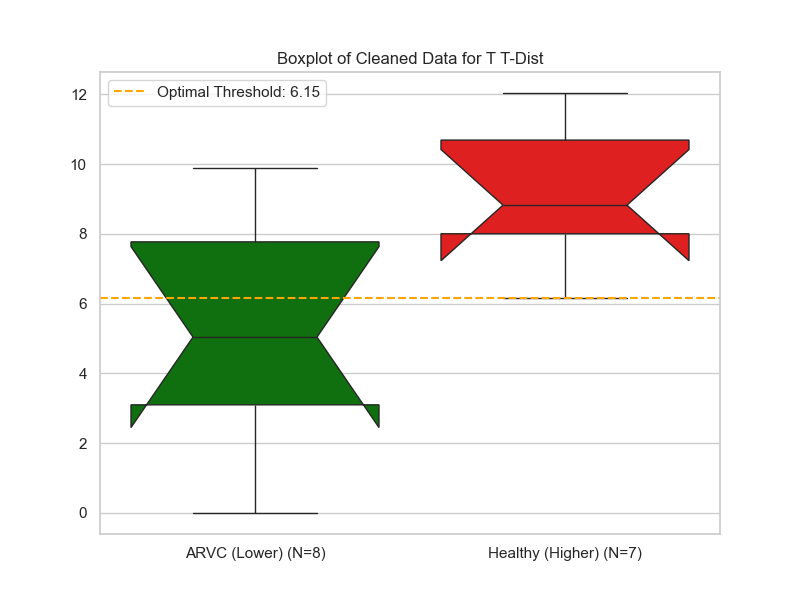 Boxplot of Cleaned Data for T T-Dist
Optimal Threshold: 6.15
12
10
8
6
4
2
0
ARVC (Lower) (N=8)
Healthy (Higher) (N=7)